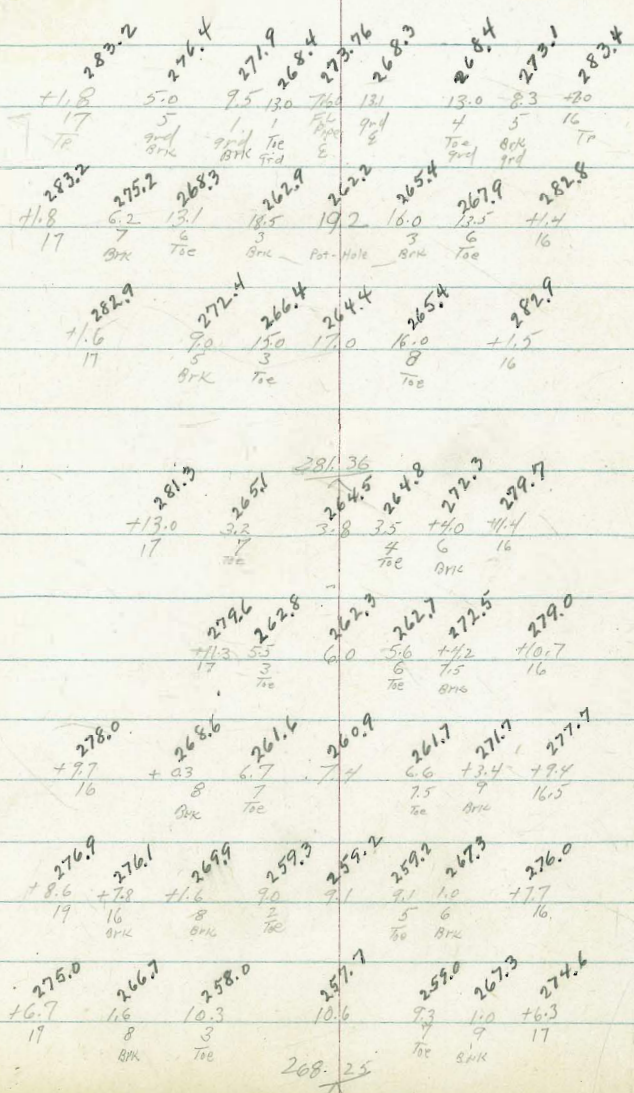 283.2 276.4 271.9 268.4 273.76 268.3 268.4 273.1 283.4
+1.8 5.0 9.5 13.0 7.60 13.1 13.0 8.3 +2.0
17 5 1 1 F.L. grd 4 5 16
TP grd grd Toe Pipe ₵ Toe Brk TP
Brk Brk grd ₵ grd grd
283.2 275.2 268.3 262.9 262.2 265.4 267.9 282.8
+1.8 6.2 13.1 18.5 19.2 16.0 13.5 +1.4
17 7 6 3 3 6 16
Brk Toe Brk Pot-Hole Brk Toe
282.9 272.4 266.4 264.4 265.4 282.9
+1.6 9.0 15.0 17.0 16.0 +1.5
17 5 3 8 16
Brk Toe Toe
281.36
281.3 265.1 264.5 264.8 272.3 279.7
+13.0 3.2 3.8 3.5 +4.0 +11.4
17 7 4 6 16
Toe Toe Brk
279.6 262.8 262.3 262.7 272.5 279.0
+11.3 5.5 6.0 5.6 +4.2 +10.7
17 3 6 7.5 16
Toe Toe Brk
278.0 268.6 261.6 260.9 261.7 271.7 277.7
+9.7 +0.3 6.7 7.4 6.6 +3.4 +9.4
16 8 7 7.5 9 16.5
Brk Toe Toe Brk
276.9 276.1 269.9 259.3 259.2 259.2 267.3 276.0
+8.6 +7.8 +1.6 9.0 9.1 9.1 1.0 +7.7
19 16 8 2 5 6 16
Brk Brk Toe Toe Brk
275.0 266.7 258.0 257.7 259.0 267.3 274.6
+6.7 1.6 10.3 10.6 9.3 1.0 +6.3
19 8 3 7 9 17
Brk Toe Toe Brk
268.25